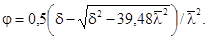 φ = 0,5(δ − √(δ² − 39,48λ̄²))/λ̄².